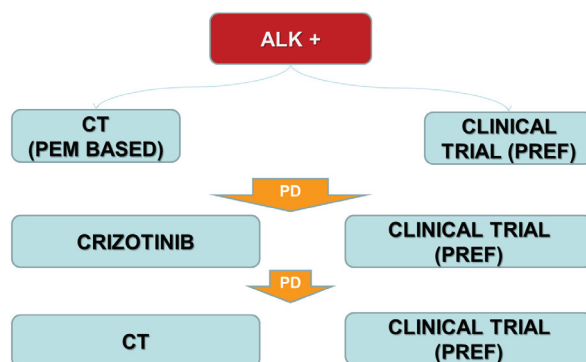 ALK +
CT
(PEM BASED)
CLINICAL
TRIAL (PREF)
PD
CRIZOTINIB
CLINICAL TRIAL
(PREF)
PD
CT
CLINICAL TRIAL
(PREF)